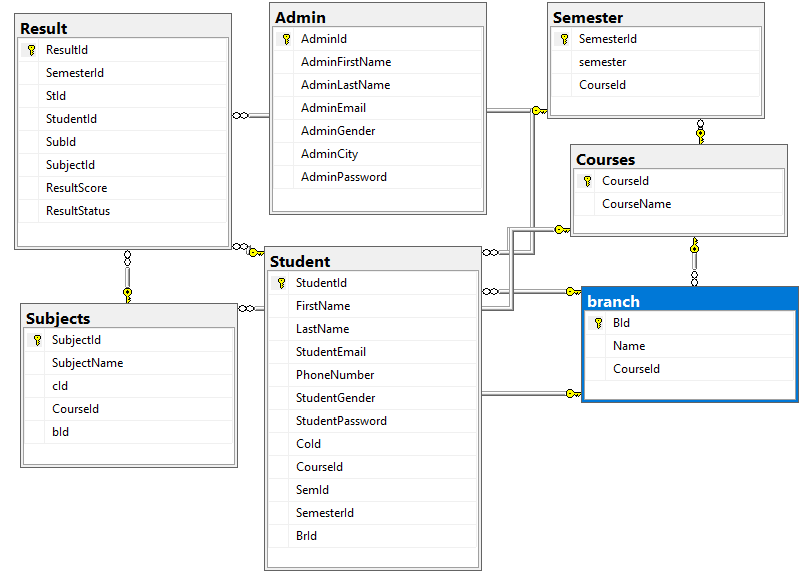 Result
ResultId
SemesterId
StId
StudentId
SubId
SubjectId
ResultScore
ResultStatus
Admin
AdminId
AdminFirstName
AdminLastName
AdminEmail
AdminGender
AdminCity
AdminPassword
Semester
SemesterId
semester
CourseId
Courses
CourseId
CourseName
Subjects
SubjectId
SubjectName
cId
CourseId
bId
Student
StudentId
FirstName
LastName
StudentEmail
PhoneNumber
StudentGender
StudentPassword
CoId
CourseId
SemId
SemesterId
BrId
branch
BId
Name
CourseId